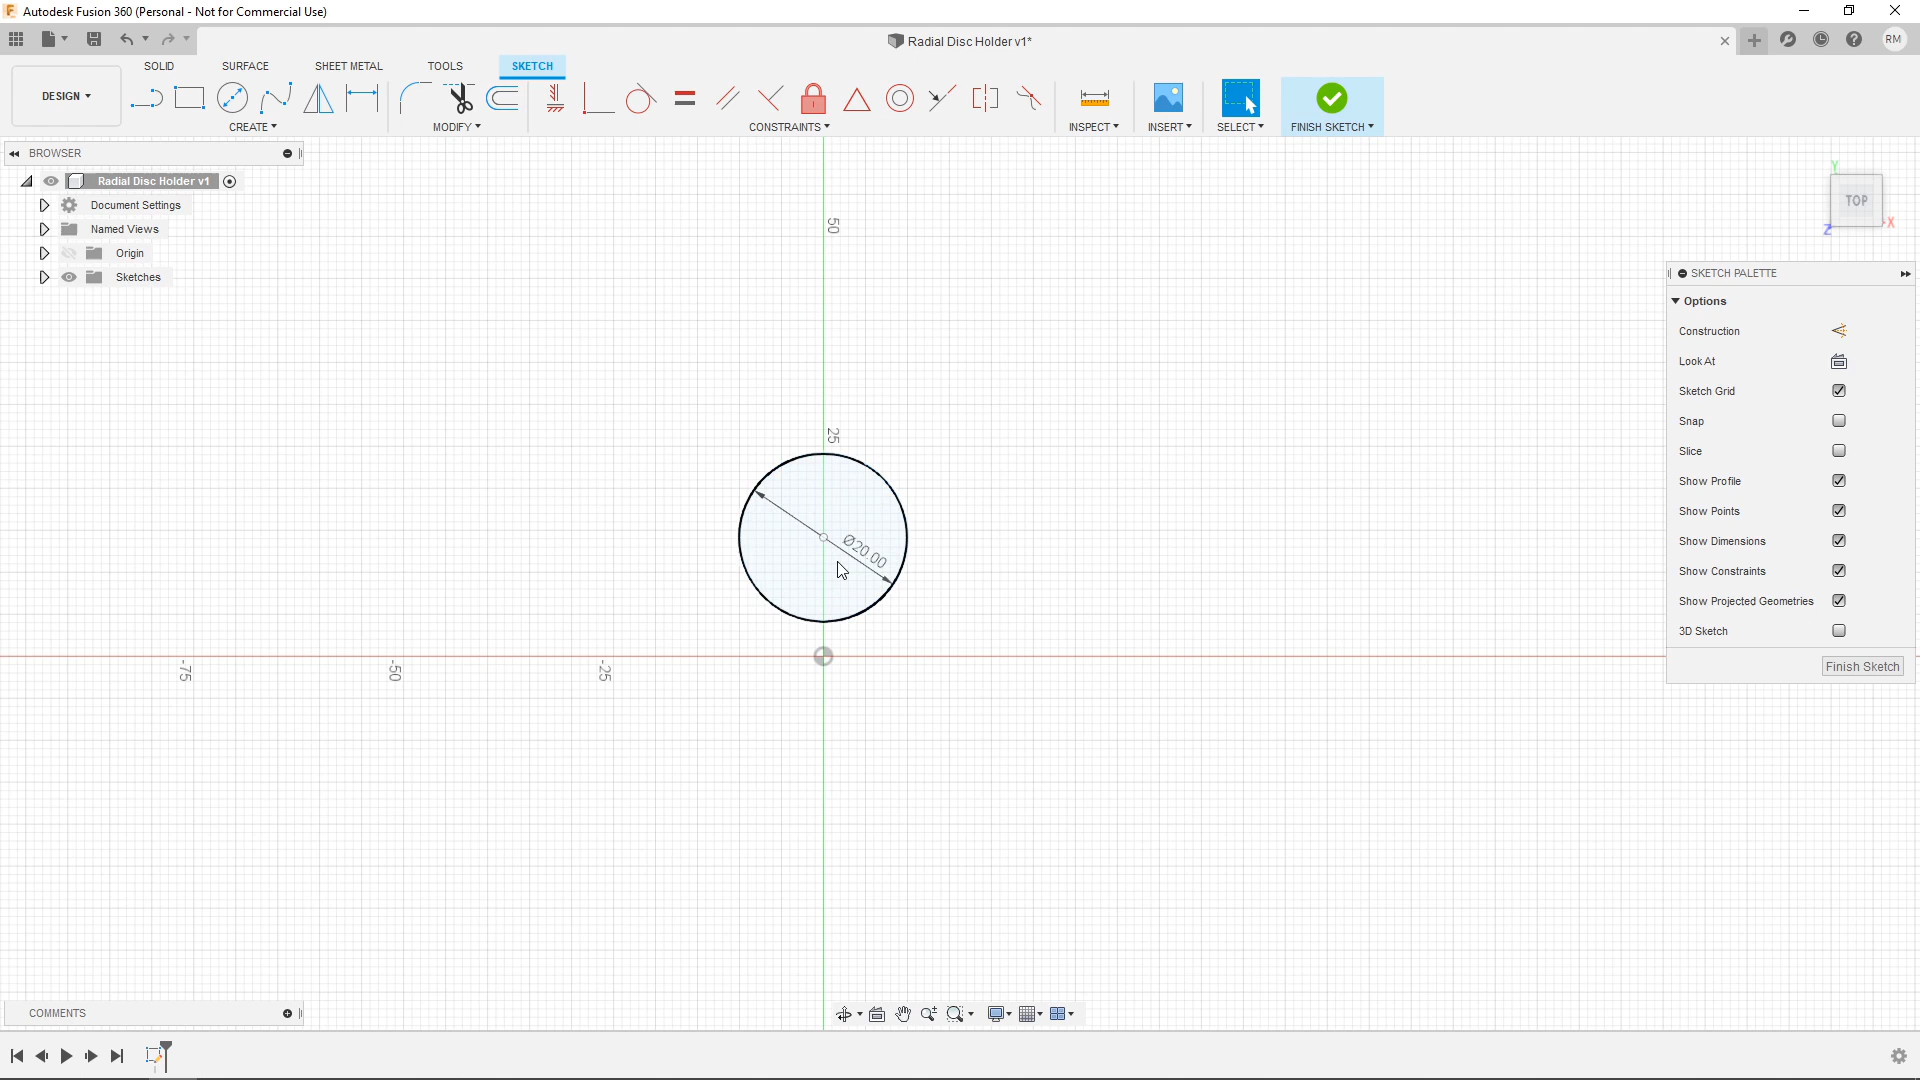 Autodesk Fusion 360 (Personal - Not for Commercial Use)
Radial Disc Holder v1*
RM
SOLID
SURFACE
SHEET METAL
TOOLS
SKETCH
DESIGN
CREATE
MODIFY
CONSTRAINTS
INSPECT
INSERT
SELECT
FINISH SKETCH
BROWSER
Radial Disc Holder v1
Document Settings
Named Views
Origin
Sketches
50
25
Ø20.00
-75
-50
-25
Y
TOP
X
Z
SKETCH PALETTE
Options
Construction
Look At
Sketch Grid
Snap
Slice
Show Profile
Show Points
Show Dimensions
Show Constraints
Show Projected Geometries
3D Sketch
Finish Sketch
COMMENTS